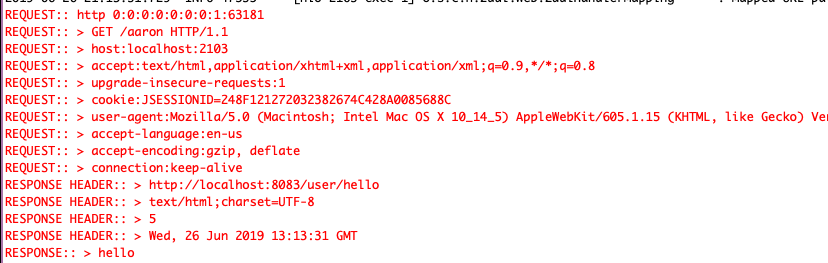 REQUEST:: http 0:0:0:0:0:0:0:1:63181
REQUEST:: > GET /aaron HTTP/1.1
REQUEST:: > host:localhost:2103
REQUEST:: > accept:text/html,application/xhtml+xml,application/xml;q=0.9,*/*;q=0.8
REQUEST:: > upgrade-insecure-requests:1
REQUEST:: > cookie:JSESSIONID=248F121272032382674C428A0085688C
REQUEST:: > user-agent:Mozilla/5.0 (Macintosh; Intel Mac OS X 10_14_5) AppleWebKit/605.1.15 (KHTML, like Gecko) Ver
REQUEST:: > accept-language:en-us
REQUEST:: > accept-encoding:gzip, deflate
REQUEST:: > connection:keep-alive
RESPONSE HEADER:: > http://localhost:8083/user/hello
RESPONSE HEADER:: > text/html;charset=UTF-8
RESPONSE HEADER:: > 5
RESPONSE HEADER:: > Wed, 26 Jun 2019 13:13:31 GMT
RESPONSE:: > hello